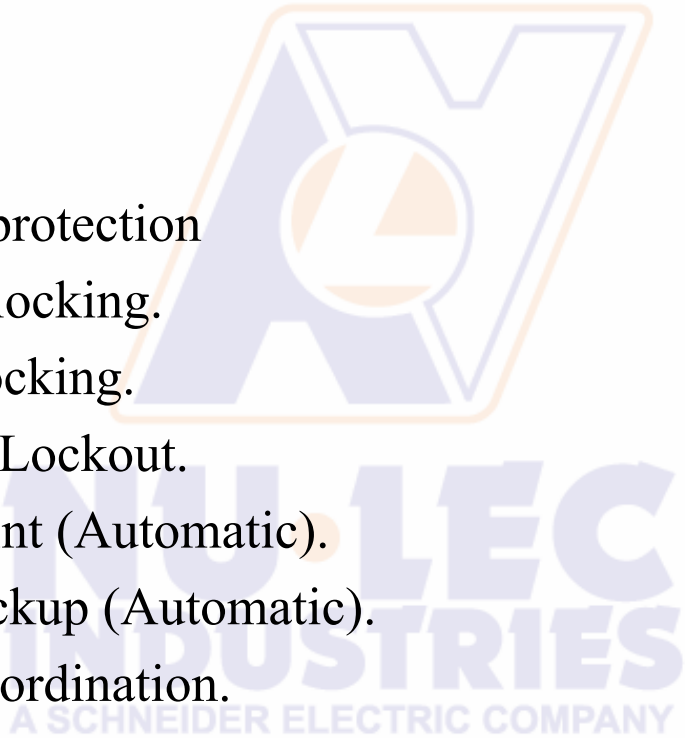 protection
locking.
ocking.
Lockout.
nt (Automatic).
ckup (Automatic).
ordination.
NU·LEC
INDUSTRIES
A SCHNEIDER ELECTRIC COMPANY